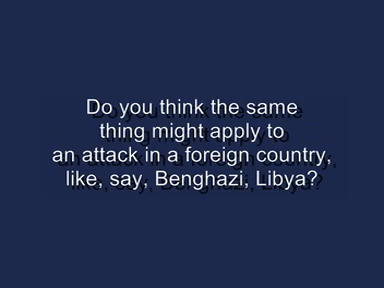 Do you think the same
thing might apply to
an attack in a foreign country,
like, say, Benghazi, Libya?